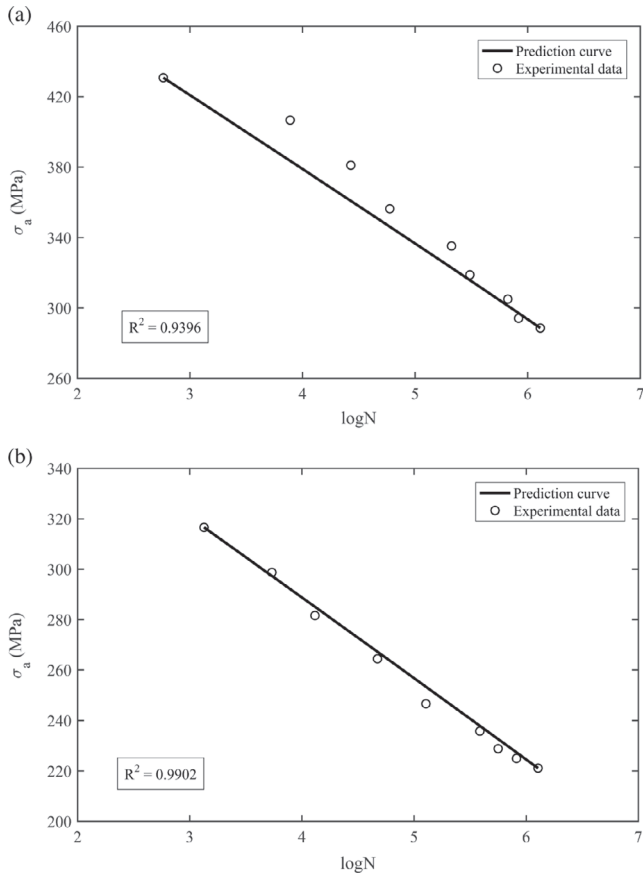 (a)
460
420
380
340
300
260
σa (MPa)
Prediction curve
Experimental data
R2 = 0.9396
2 3 4 5 6 7
logN
(b)
340
320
300
280
260
240
220
200
σa (MPa)
Prediction curve
Experimental data
R2 = 0.9902
2 3 4 5 6 7
logN